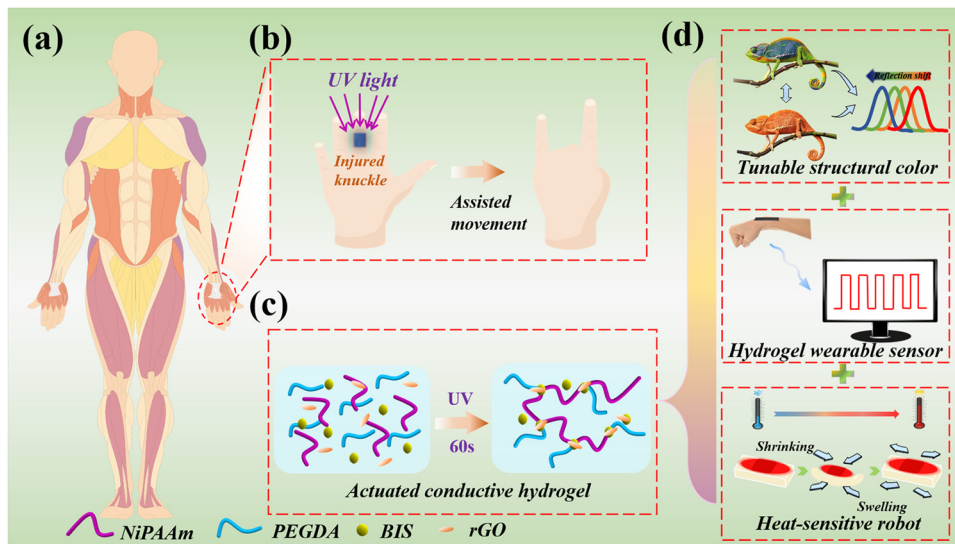 (a)
(b)
UV light
Injured
knuckle
Assisted
movement
(c)
UV
60s
Actuated conductive hydrogel
NiPAAm
PEGDA
BIS
rGO
(d)
Reflection shift
Tunable structural color
Hydrogel wearable sensor
Shrinking
Swelling
Heat-sensitive robot